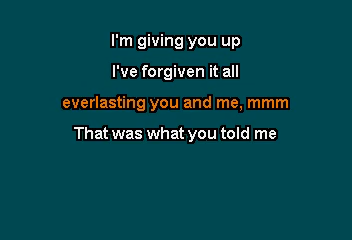 I'm giving you up
I've forgiven it all
everlasting you and me, mmm
That was what you told me